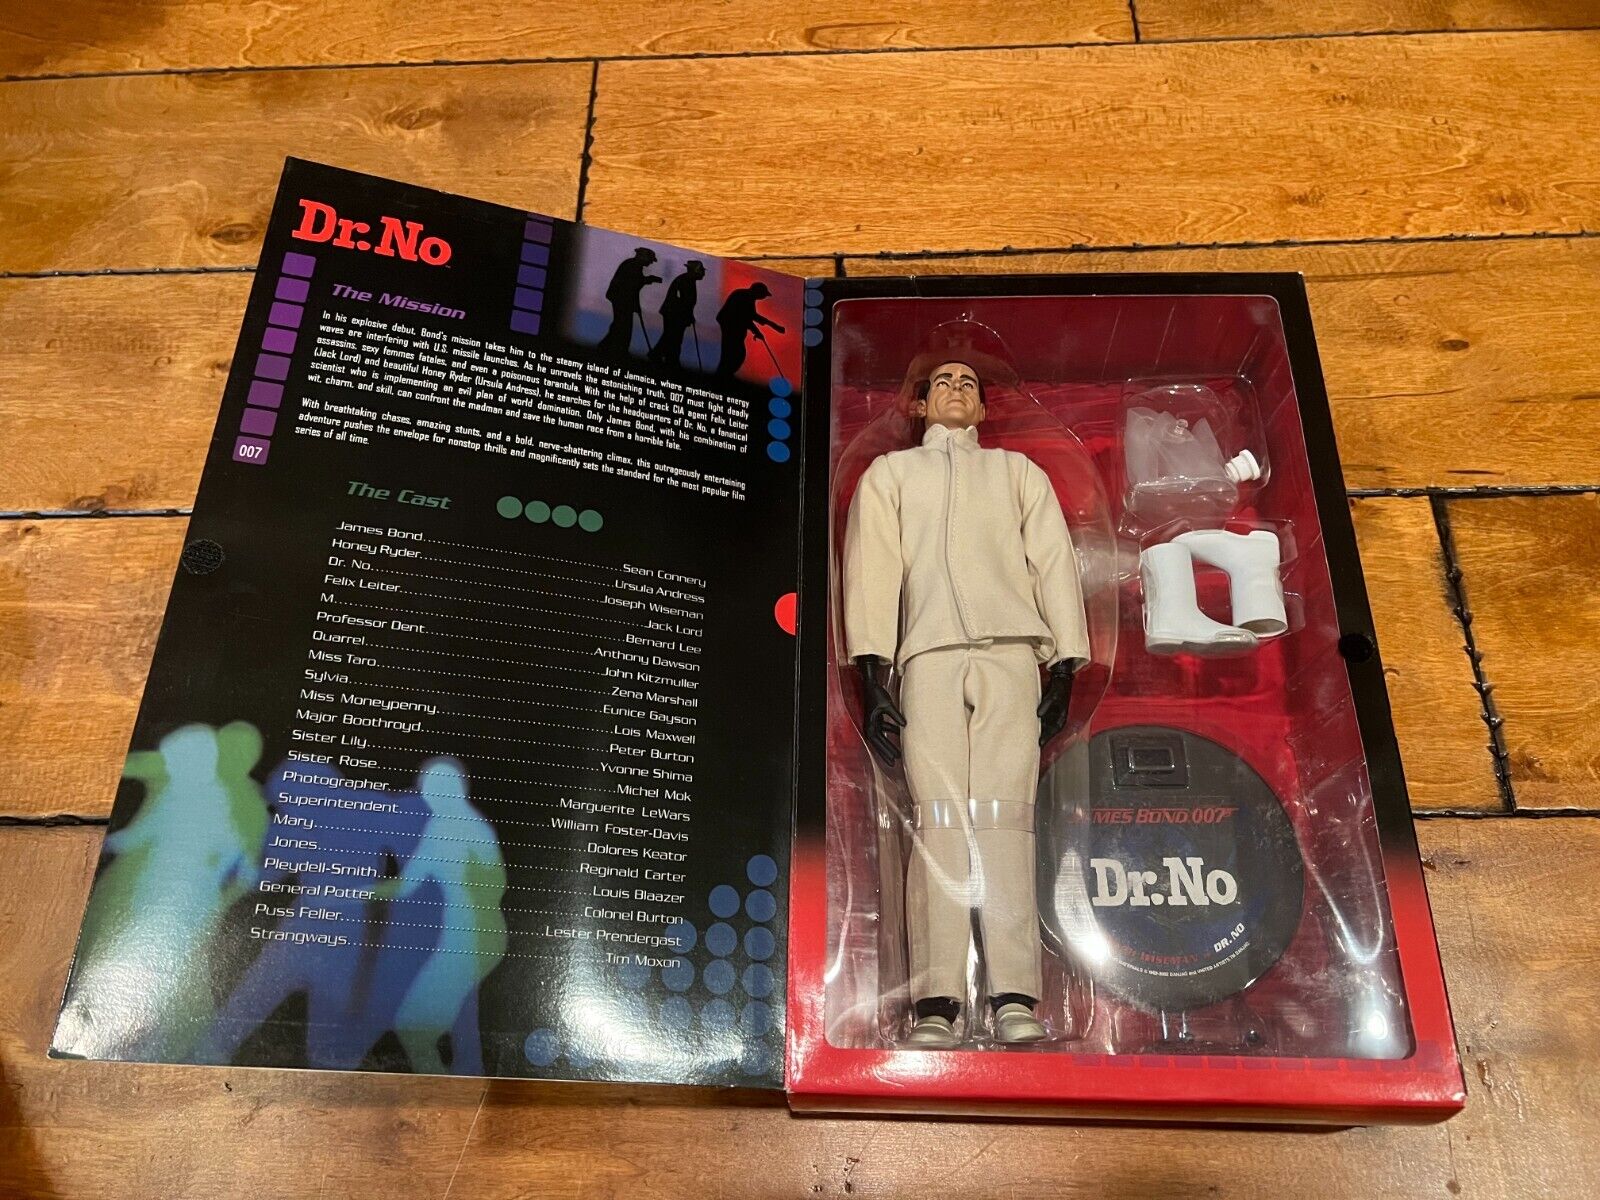 Dr.No
The Mission
In his explosive debut, Bond's mission takes him to the steamy island of Jamaica, where mysterious energy
waves are interfering with U.S. missile launches. As he unravels the astonishing truth, 007 must fight deadly
assassins, sexy femmes fatales, and even a poisonous tarantula. With the help of crack CIA agent Felix Leiter
(Jack Lord) and beautiful Honey Ryder (Ursula Andress), he searches for the headquarters of Dr. No, a fanatical
scientist who is implementing an evil plan of world domination. Only James Bond, with his combination of
wit, charm, and skill, can confront the madman and save the human race from a horrible fate.
With breathtaking chases, amazing stunts, and a bold, nerve-shattering climax, this outrageously entertaining
adventure pushes the envelope for nonstop thrills and magnificently sets the standard for the most popular film
series of all time.
007
The Cast
James Bond..........Sean Connery
Honey Ryder..........Ursula Andress
Dr. No..........Joseph Wiseman
Felix Leiter..........Jack Lord
M..........Bernard Lee
Professor Dent..........Anthony Dawson
Quarrel..........John Kitzmuller
Miss Taro..........Zena Marshall
Sylvia..........Eunice Gayson
Miss Moneypenny..........Lois Maxwell
Major Boothroyd..........Peter Burton
Sister Lily..........Yvonne Shima
Sister Rose..........Michel Mok
Photographer..........Marguerite LeWars
Superintendent..........William Foster-Davis
Mary..........Dolores Keator
Jones..........Reginald Carter
Pleydell-Smith..........Louis Blaazer
General Potter..........Colonel Burton
Puss Feller..........Lester Prendergast
Strangways..........Tim Moxon
JAMES BOND 007
Dr.No
WISEMAN
DR. NO